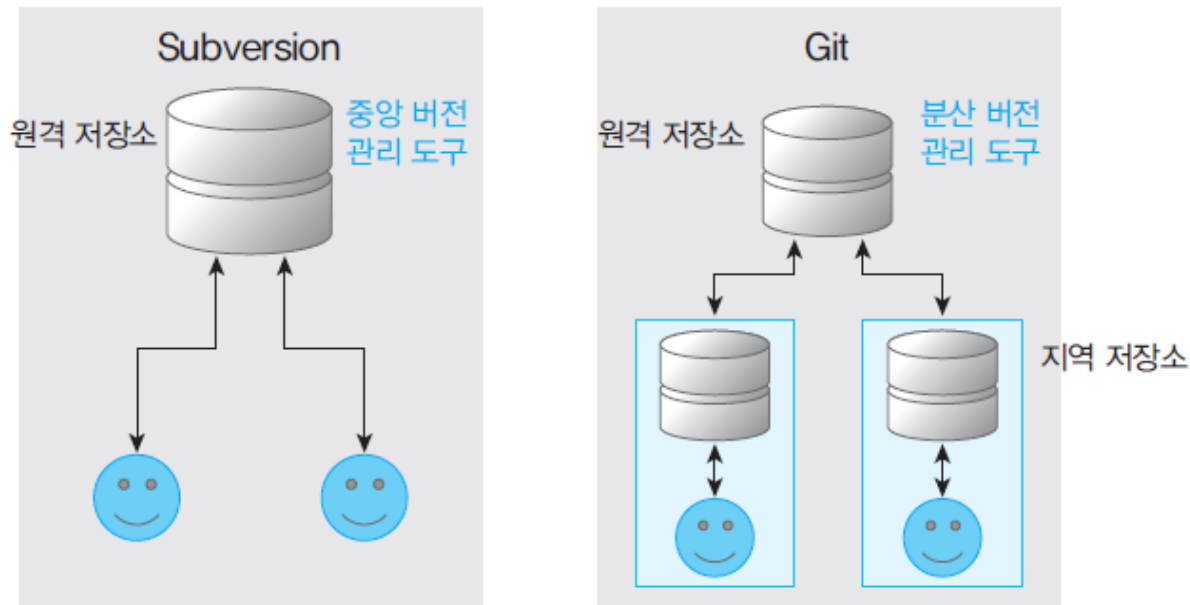 Subversion
원격 저장소
중앙 버전
관리 도구
Git
원격 저장소
분산 버전
관리 도구
지역 저장소